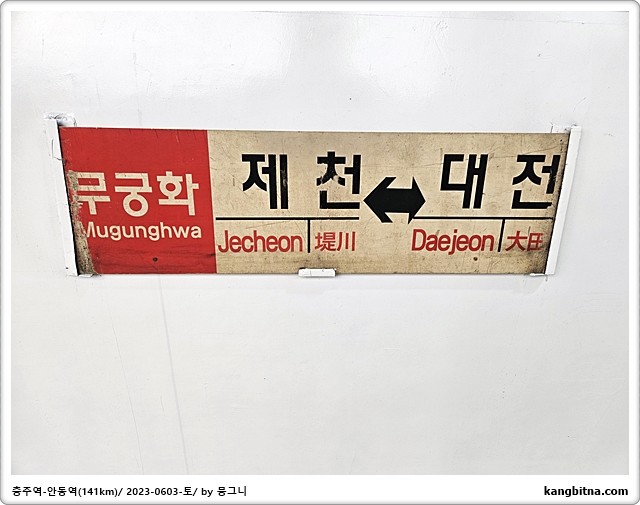 무궁화
Mugunghwa
제천 ↔ 대전
Jecheon 堤川 Daejeon 大田
충주역-안동역(141km)/ 2023-0603-토/ by 뭉그니
kangbitna.com